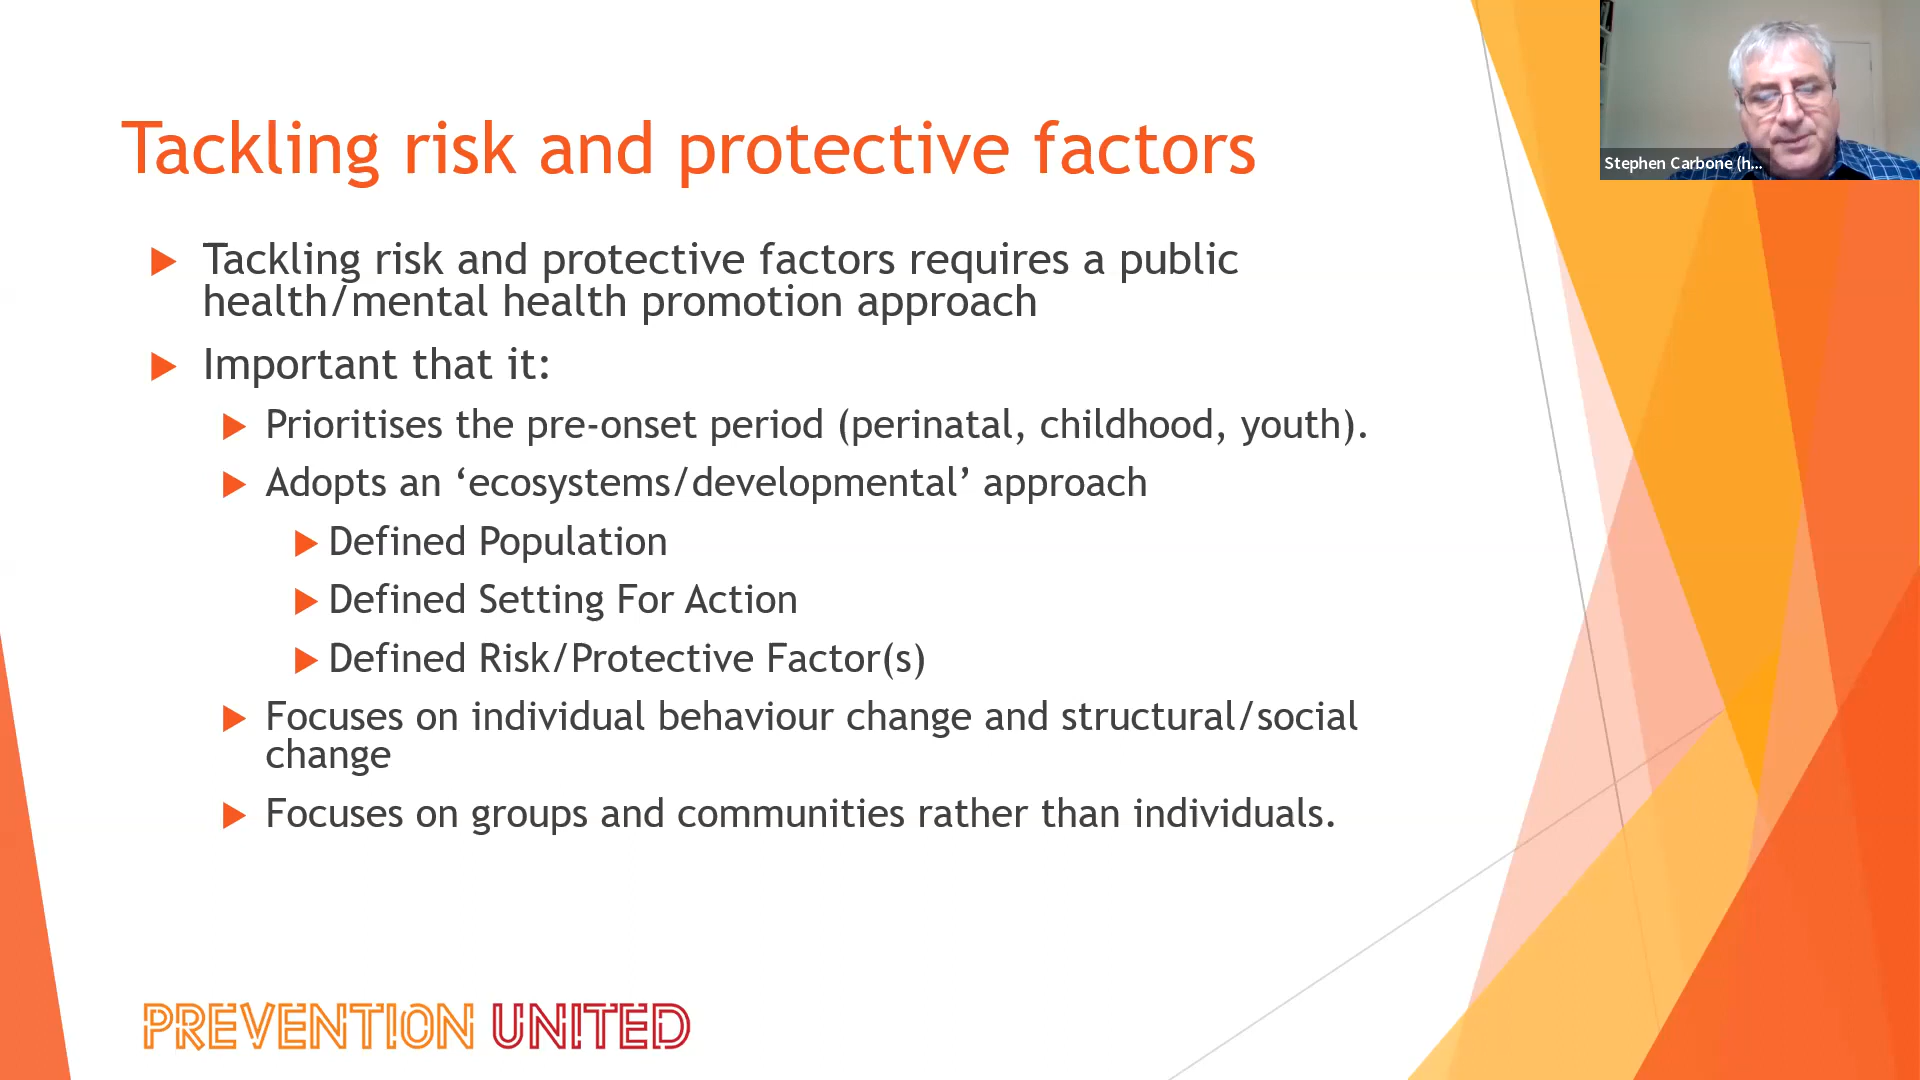 Tackling risk and protective factors
Tackling risk and protective factors requires a public
health/mental health promotion approach
Important that it:
Prioritises the pre-onset period (perinatal, childhood, youth).
Adopts an ‘ecosystems/developmental’ approach
Defined Population
Defined Setting For Action
Defined Risk/Protective Factor(s)
Focuses on individual behaviour change and structural/social
change
Focuses on groups and communities rather than individuals.
PREVENTION UNITED
Stephen Carbone (h...